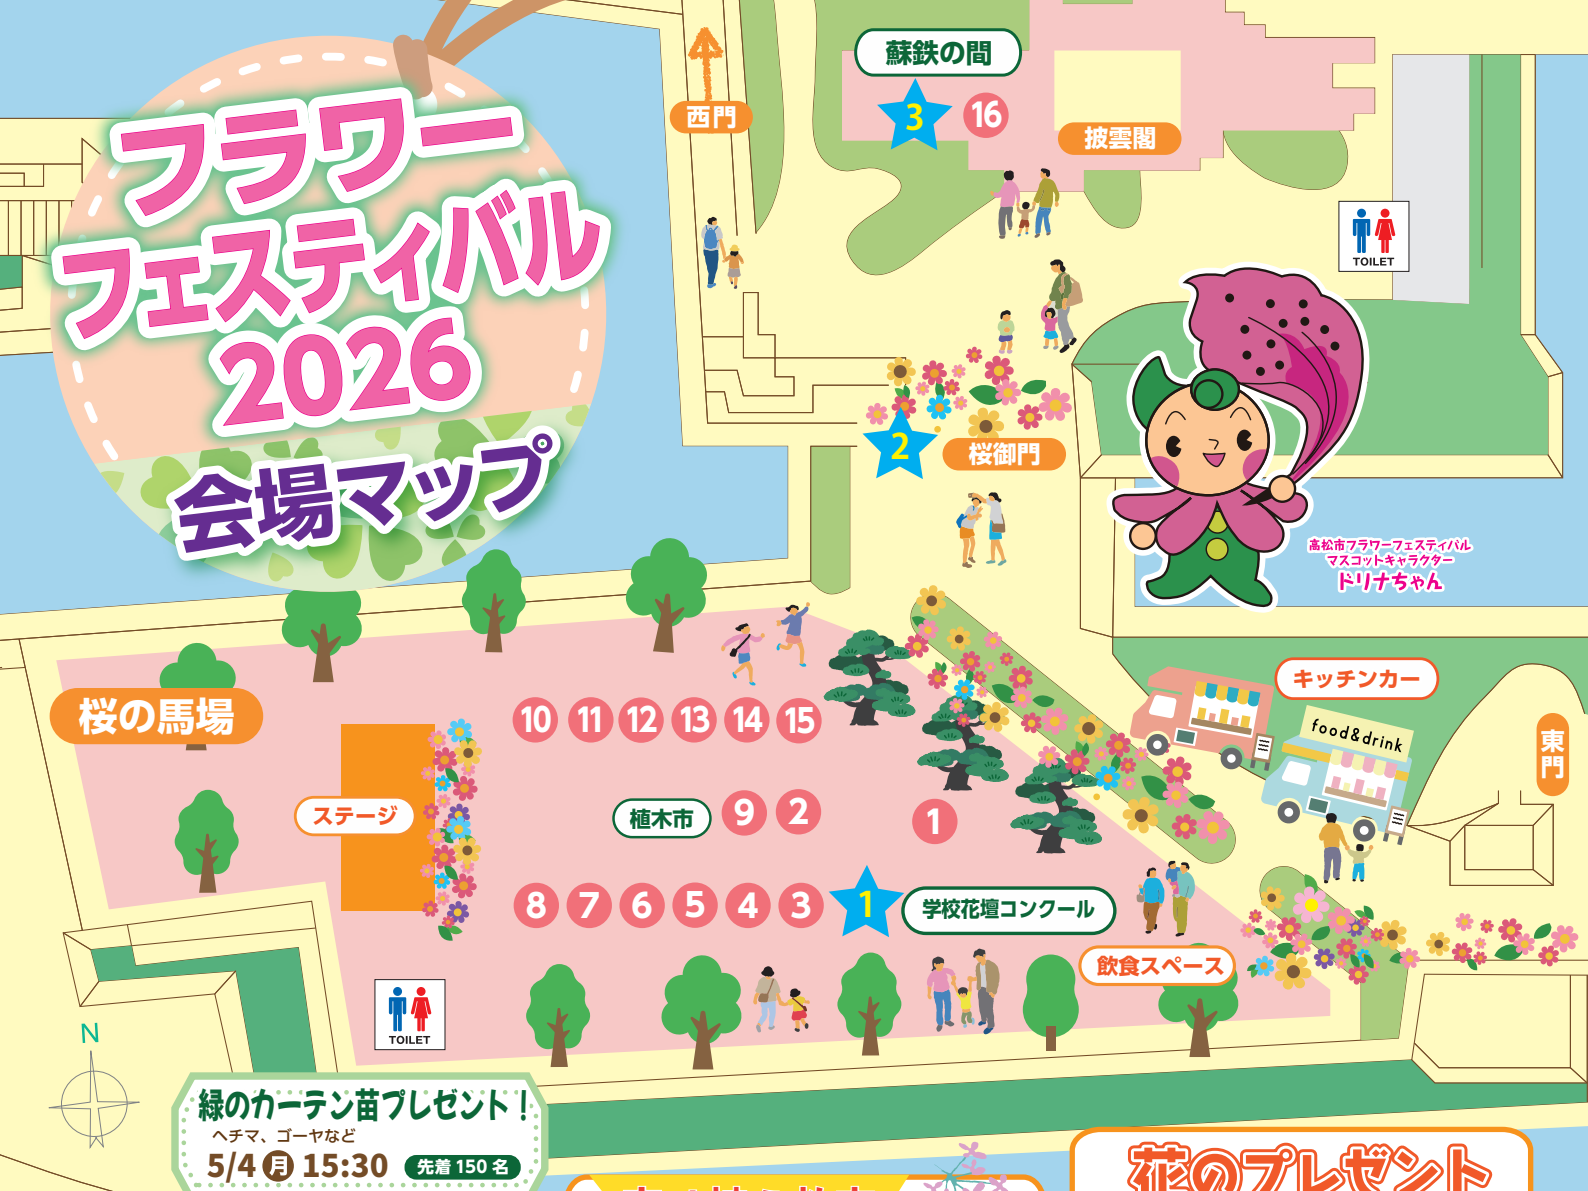 フラワー
フェスティバル
2026
会場マップ
西門
蘇鉄の間
3
16
披雲閣
TOILET
2
桜御門
高松市フラワーフェスティバル
マスコットキャラクター
ドリナちゃん
桜の馬場
10 11 12 13 14 15
キッチンカー
food&drink
東門
ステージ
植木市
9 2
1
8 7 6 5 4 3
1
学校花壇コンクール
飲食スペース
TOILET
N
緑のカーテン苗プレゼント!
ヘチマ、ゴーヤなど
5/4 月 15:30
先着150名
花のプレゼント